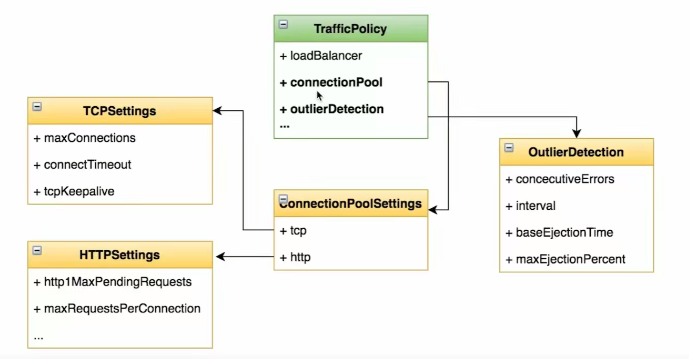 TrafficPolicy
+ loadBalancer
+ connectionPool
+ outlierDetection
...
TCPSettings
+ maxConnections
+ connectTimeout
+ tcpKeepalive
OutlierDetection
+ concecutiveErrors
+ interval
+ baseEjectionTime
+ maxEjectionPercent
ConnectionPoolSettings
+ tcp
+ http
HTTPSettings
+ http1MaxPendingRequests
+ maxRequestsPerConnection
...